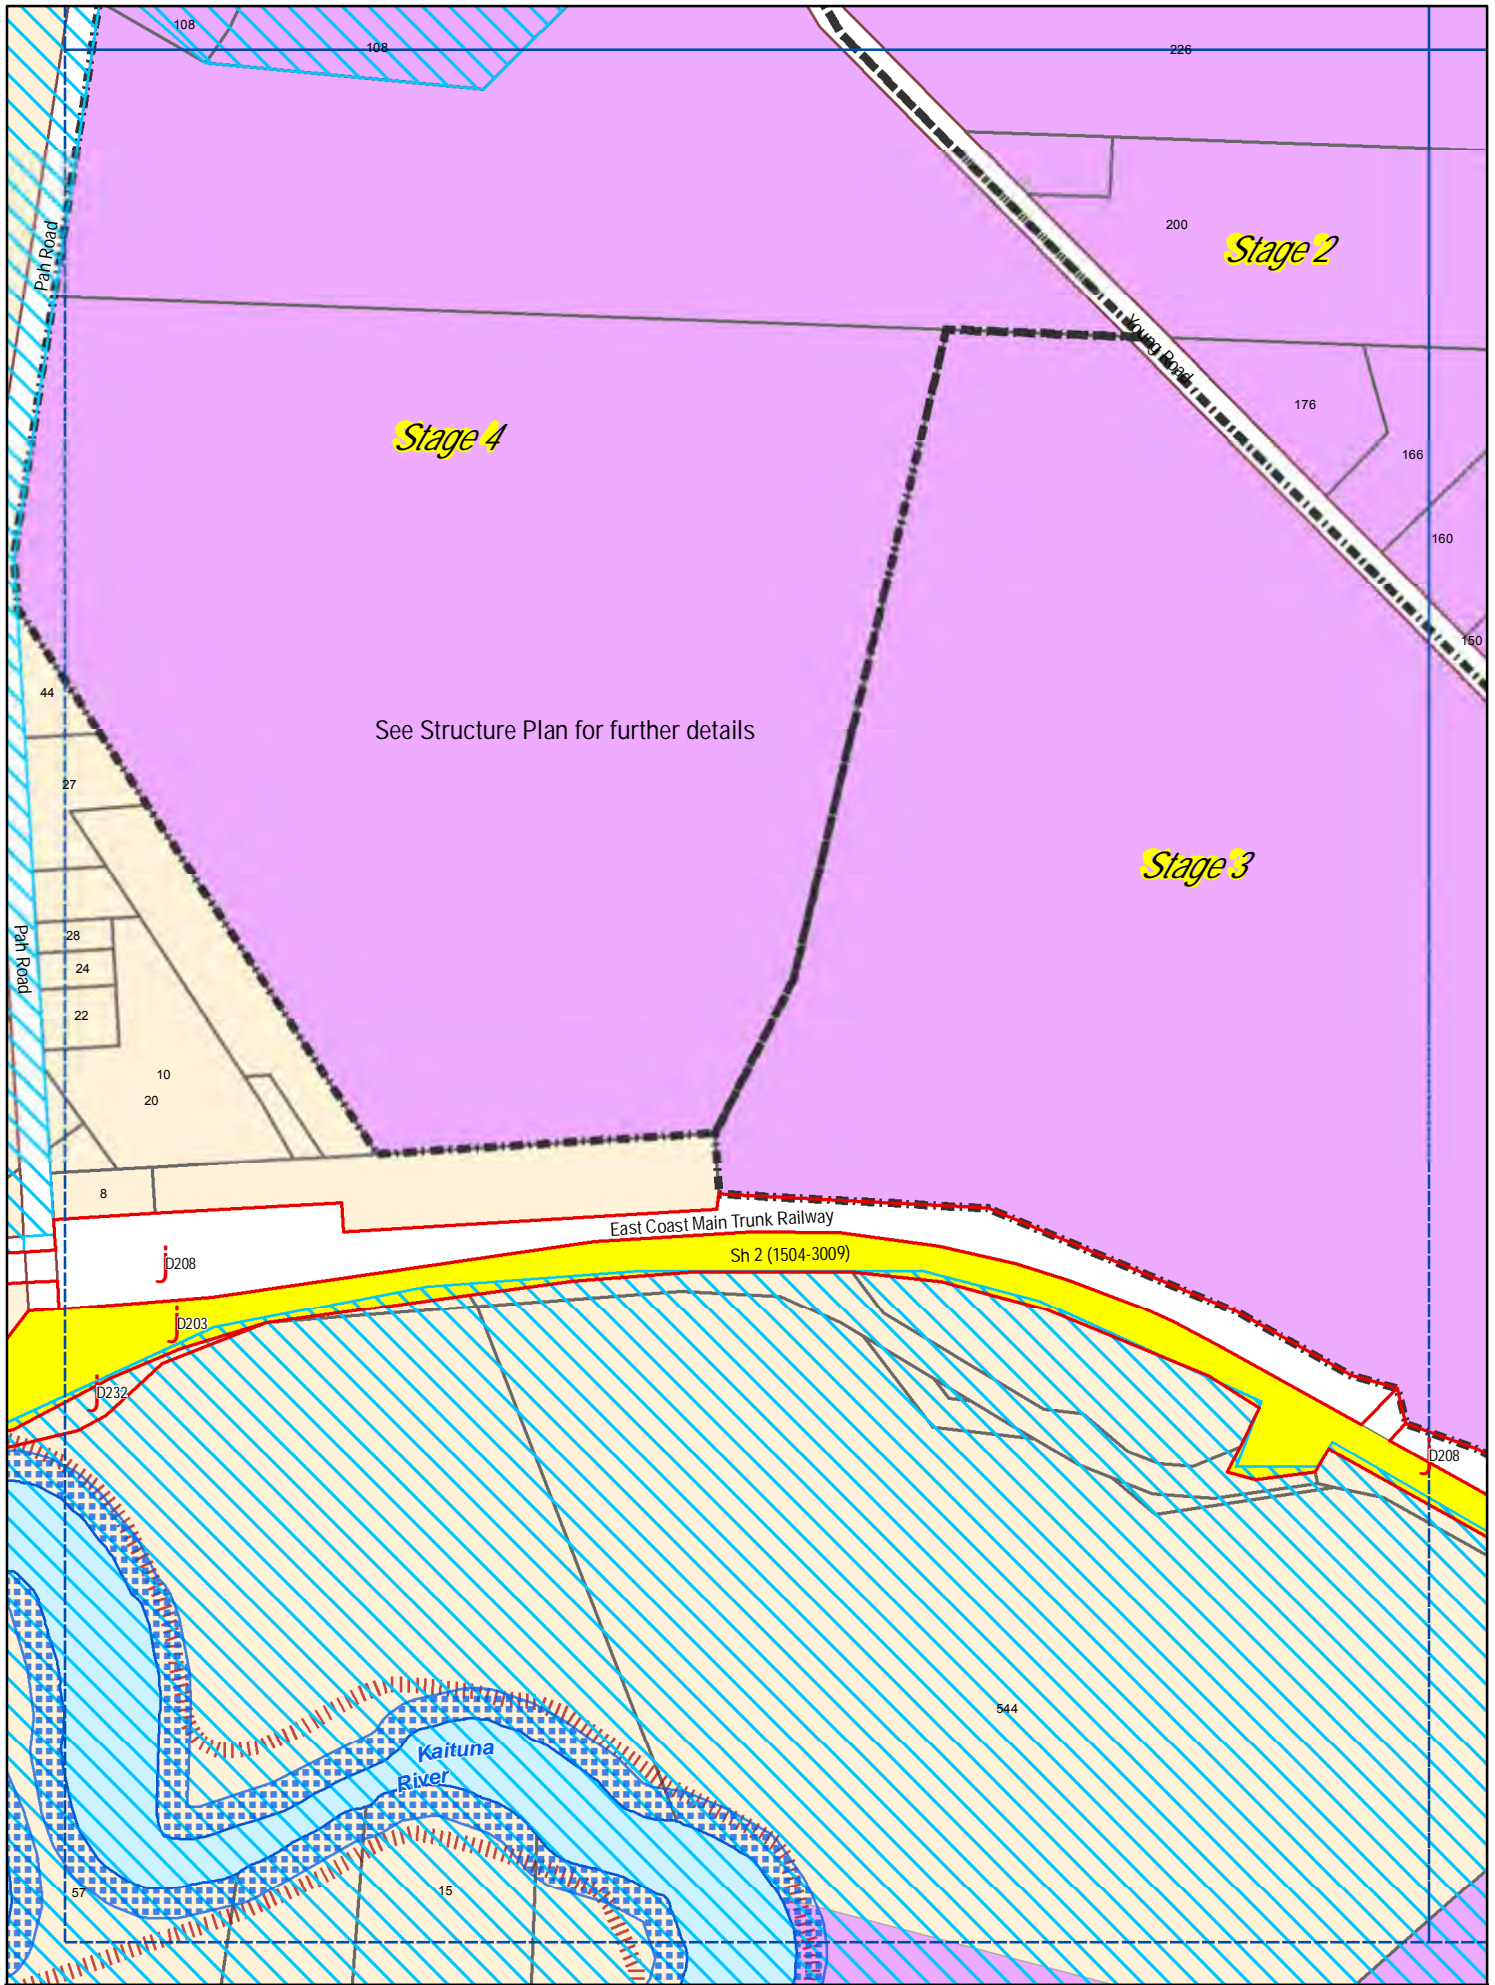 108
108
226
200
Stage 2
Pah Road
Young Road
176
Stage 4
166
160
150
44
See Structure Plan for further details
27
Stage 3
28
Pah Road
24
22
10
20
8
East Coast Main Trunk Railway
Sh 2 (1504-3009)
D208
D203
D232
D208
544
Kaituna
River
57
15